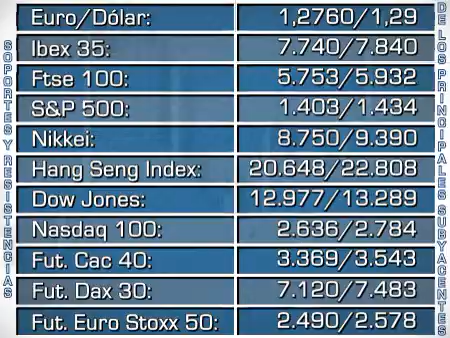 SOPORTES Y RESISTENCIAS
DE LOS PRINCIPALES SUBYACENTES
Euro/Dólar: 1,2760/1,29
Ibex 35: 7.740/7.840
Ftse 100: 5.753/5.932
S&P 500: 1.403/1.434
Nikkei: 8.750/9.390
Hang Seng Index: 20.648/22.808
Dow Jones: 12.977/13.289
Nasdaq 100: 2.636/2.784
Fut. Cac 40: 3.369/3.543
Fut. Dax 30: 7.120/7.483
Fut. Euro Stoxx 50: 2.490/2.578